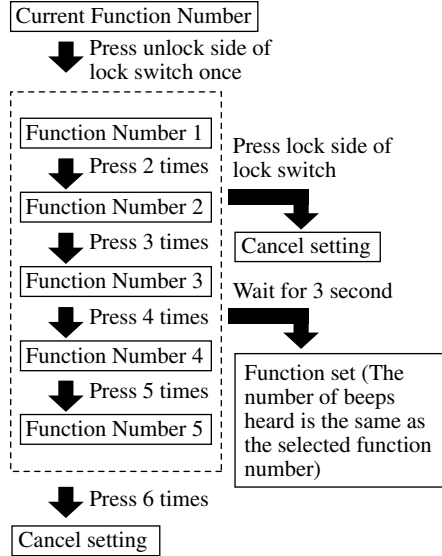 Current Function Number
Press unlock side of
lock switch once
Function Number 1
Press 2 times
Function Number 2
Press 3 times
Function Number 3
Press 4 times
Function Number 4
Press 5 times
Function Number 5
Press 6 times
Cancel setting
Press lock side of
lock switch
Cancel setting
Wait for 3 second
Function set (The
number of beeps
heard is the same as
the selected function
number)